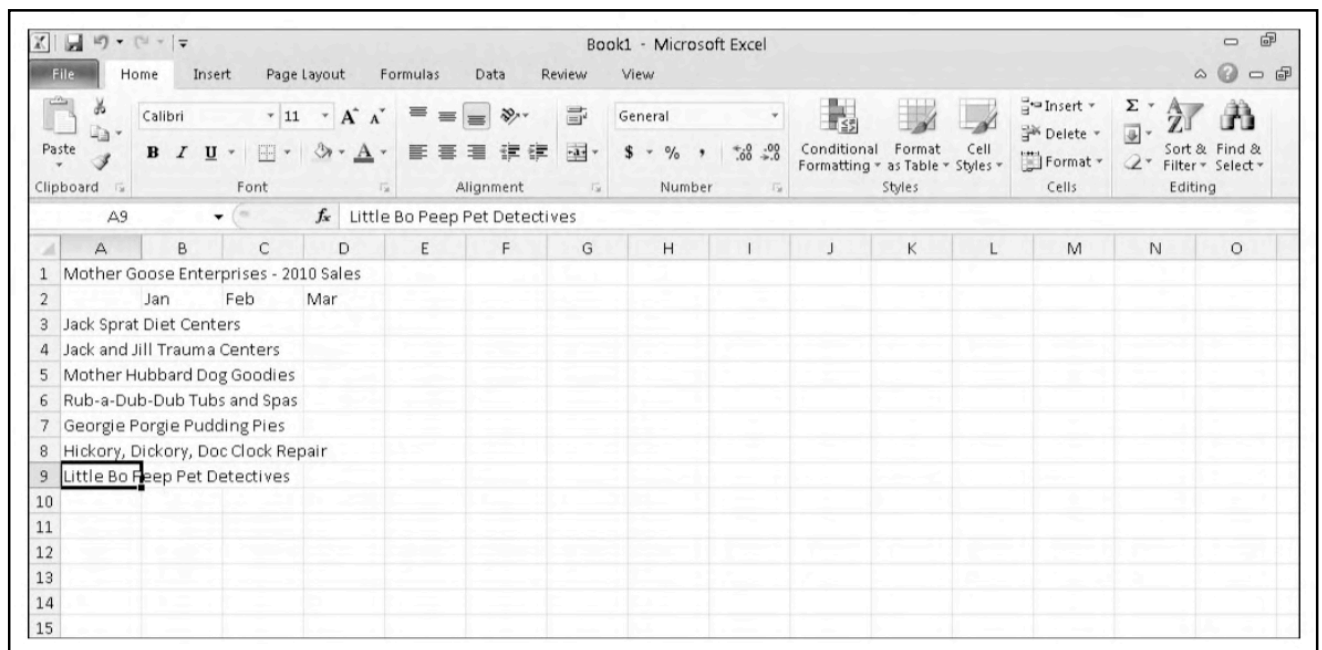 Book1 - Microsoft Excel
File Home Insert Page Layout Formulas Data Review View
Calibri 11 A A General Insert Σ
Paste B I U A $ % , .00 Conditional Formatting Format as Table Cell Styles Delete Format Sort & Filter Find & Select
Clipboard Font Alignment Number Styles Cells Editing
A9 fx Little Bo Peep Pet Detectives
A B C D E F G H I J K L M N O
1 Mother Goose Enterprises - 2010 Sales
2 Jan Feb Mar
3 Jack Sprat Diet Centers
4 Jack and Jill Trauma Centers
5 Mother Hubbard Dog Goodies
6 Rub-a-Dub-Dub Tubs and Spas
7 Georgie Porgie Pudding Pies
8 Hickory, Dickory, Doc Clock Repair
9 Little Bo Peep Pet Detectives
10
11
12
13
14
15